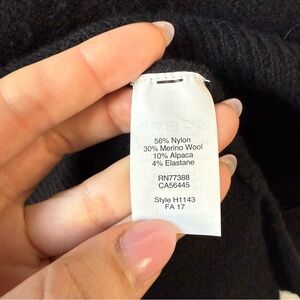 56% Nylon
30% Merino Wool
10% Alpaca
4% Elastane
RN77388
CA56445
Style H1143
FA 17